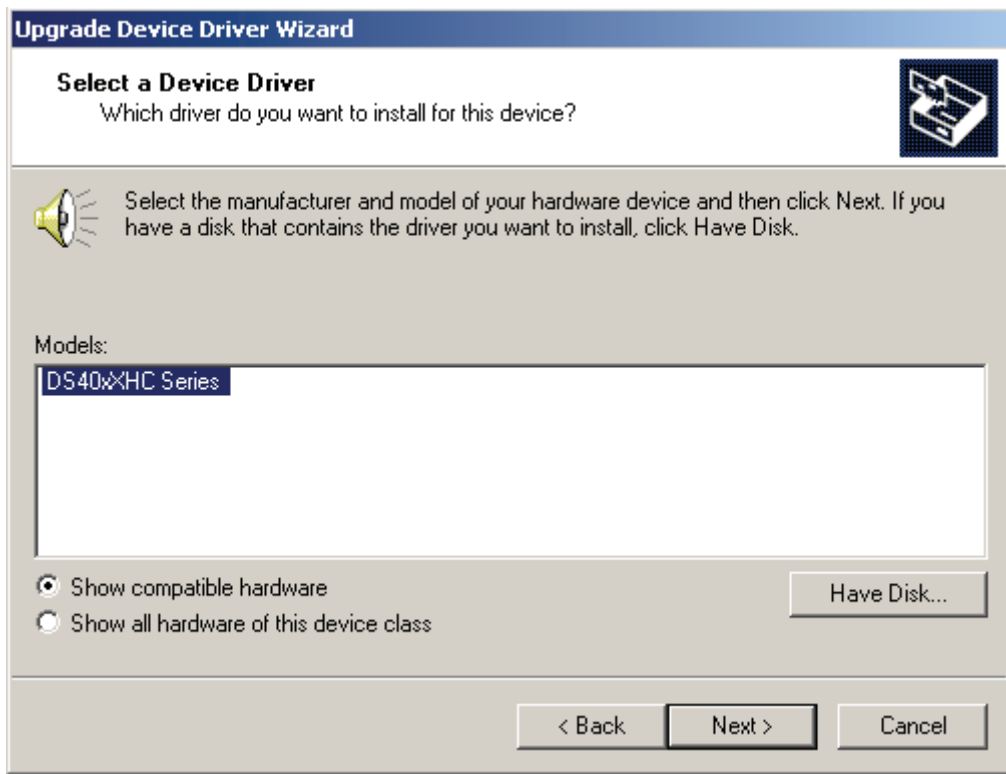 Upgrade Device Driver Wizard
Select a Device Driver
Which driver do you want to install for this device?
Select the manufacturer and model of your hardware device and then click Next. If you
have a disk that contains the driver you want to install, click Have Disk.
Models:
DS40xXHC Series
Show compatible hardware
Have Disk...
Show all hardware of this device class
< Back Next > Cancel